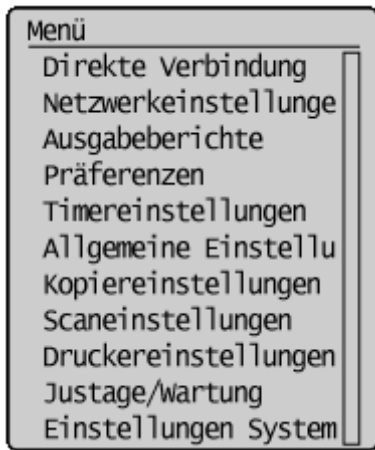 Menü
Direkte Verbindung
Netzwerkeinstellunge
Ausgabeberichte
Präferenzen
Timereinstellungen
Allgemeine Einstellu
Kopiereinstellungen
Scaneinstellungen
Druckereinstellungen
Justage/Wartung
Einstellungen System